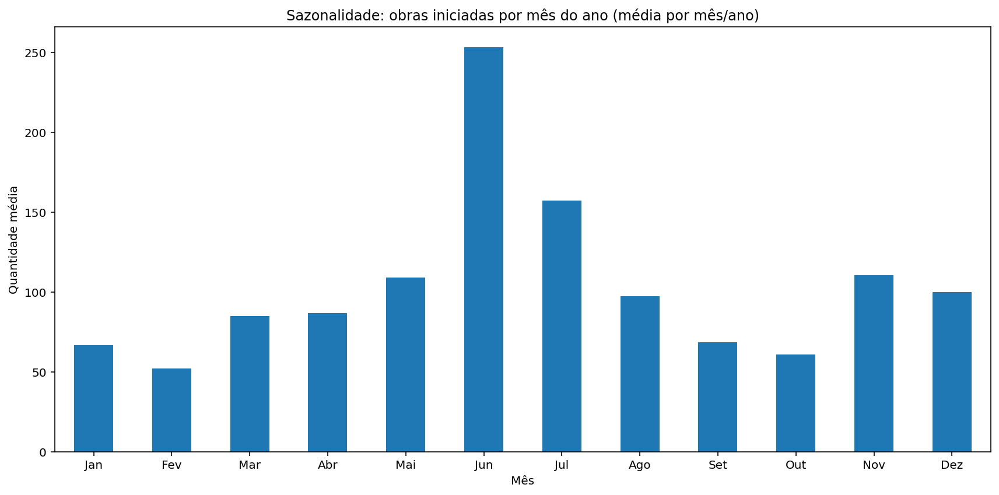 Sazonalidade: obras iniciadas por mês do ano (média por mês/ano)
Quantidade média
250
200
150
100
50
0
Jan Fev Mar Abr Mai Jun Jul Ago Set Out Nov Dez
Mês